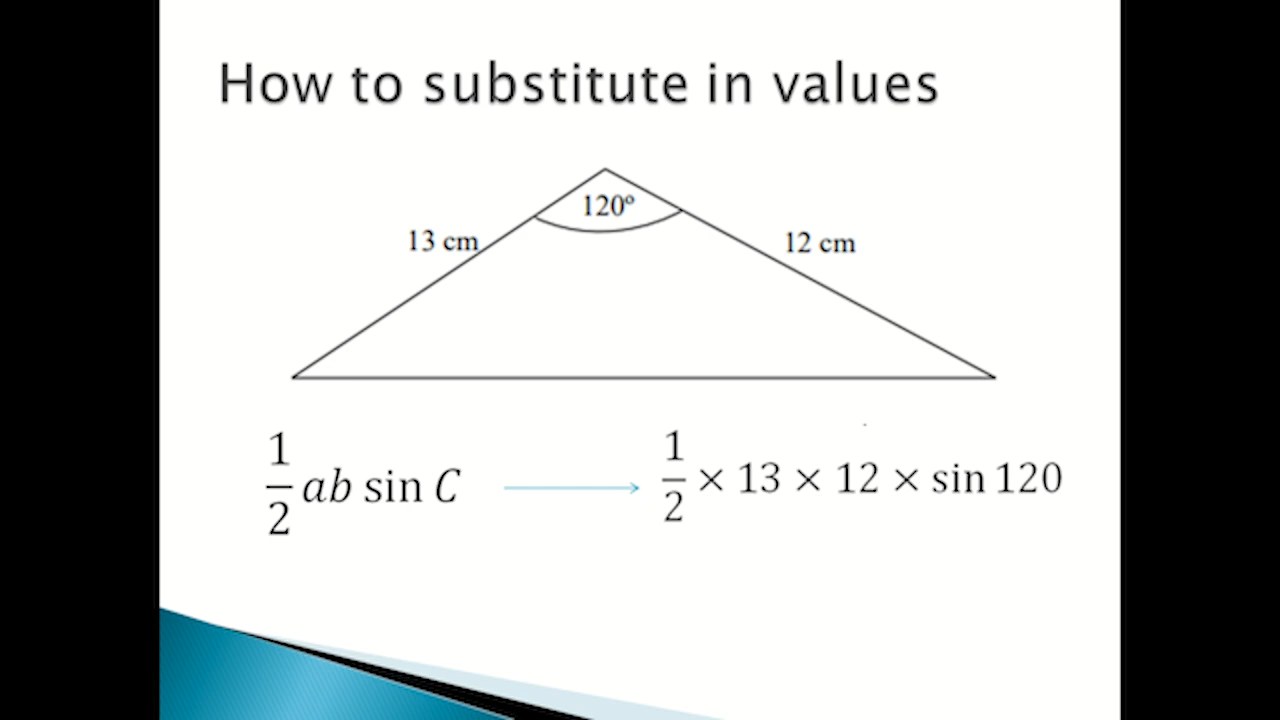 How to substitute in values
120º
13 cm
12 cm
1/2 ab sin C
1/2 × 13 × 12 × sin 120